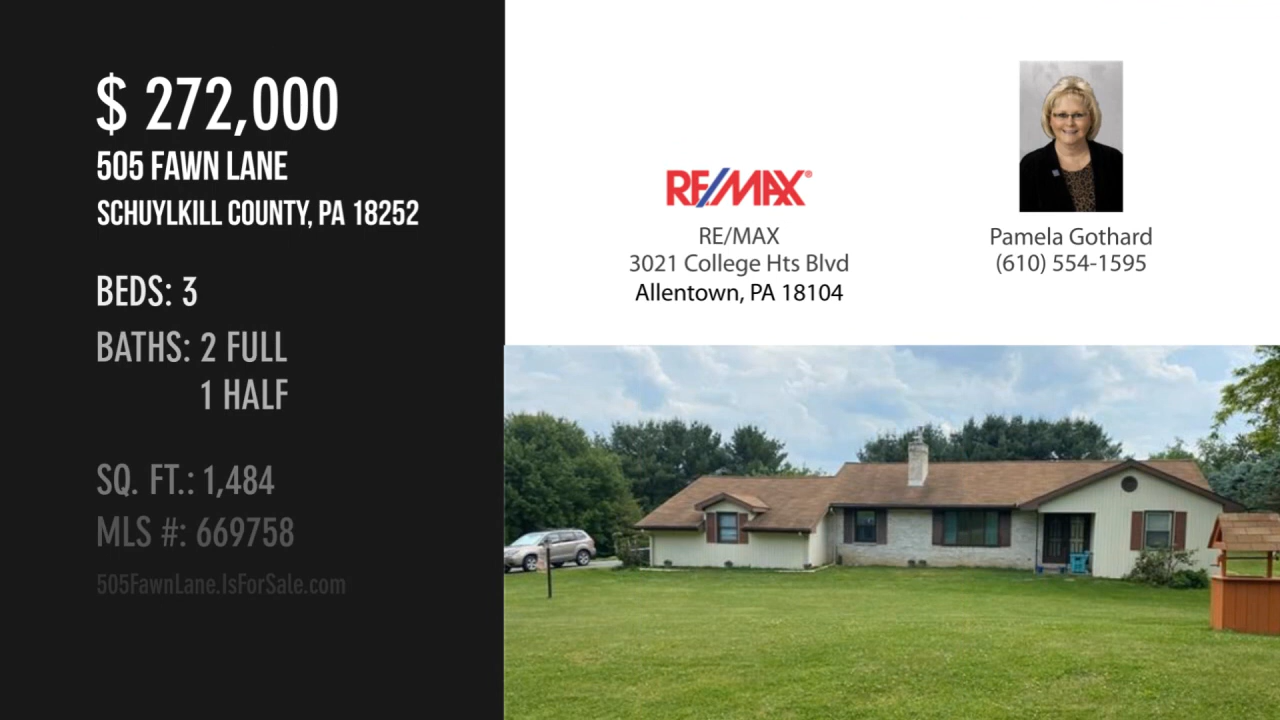 $ 272,000
505 FAWN LANE
SCHUYLKILL COUNTY, PA 18252
BEDS: 3
BATHS: 2 FULL
1 HALF
SQ. FT.: 1,484
MLS #: 669758
505FawnLane.IsForSale.com
RE/MAX®
RE/MAX
3021 College Hts Blvd
Allentown, PA 18104
Pamela Gothard
(610) 554-1595